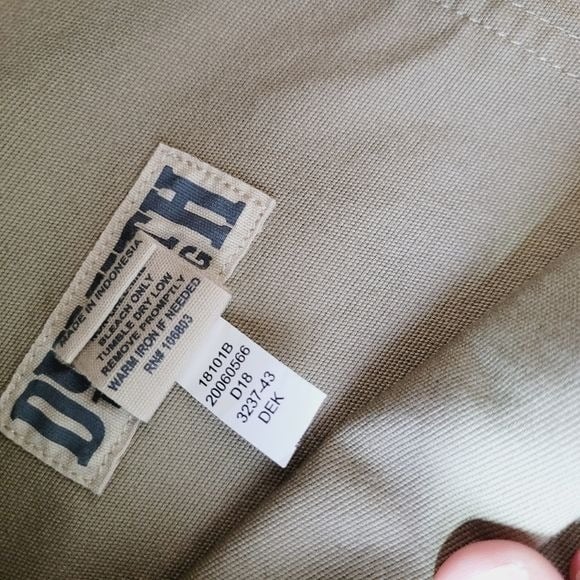 MADE IN INDONESIA
BLEACH ONLY
TUMBLE DRY LOW
REMOVE PROMPTLY
WARM IRON IF NEEDED
RN# 106803
18101B
20060566
D18
3237-43
DEK